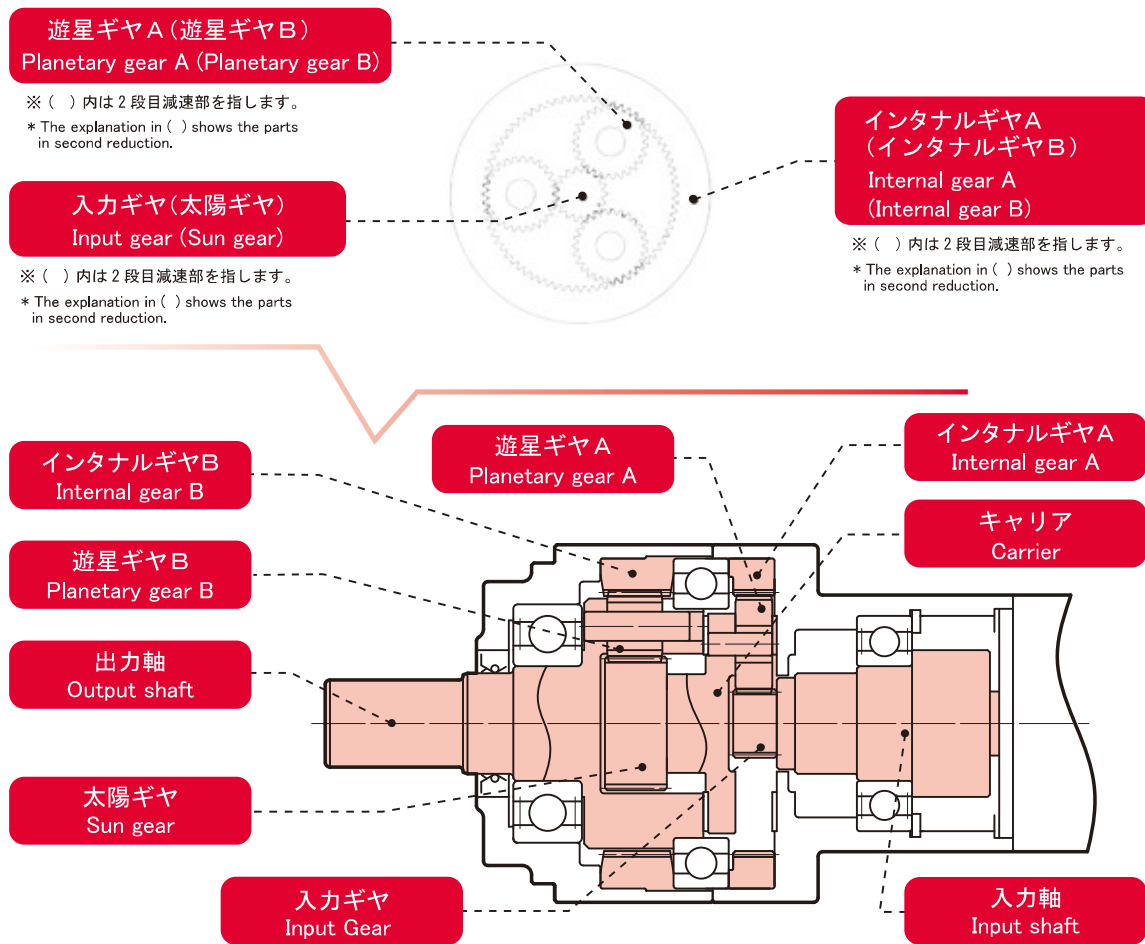 遊星ギヤA(遊星ギヤB)
Planetary gear A (Planetary gear B)
※( )内は2段目減速部を指します。
* The explanation in ( ) shows the parts
in second reduction.
入力ギヤ(太陽ギヤ)
Input gear (Sun gear)
※( )内は2段目減速部を指します。
* The explanation in ( ) shows the parts
in second reduction.
インタナルギヤA
(インタナルギヤB)
Internal gear A
(Internal gear B)
※( )内は2段目減速部を指します。
* The explanation in ( ) shows the parts
in second reduction.
インタナルギヤB
Internal gear B
遊星ギヤA
Planetary gear A
インタナルギヤA
Internal gear A
遊星ギヤB
Planetary gear B
キャリア
Carrier
出力軸
Output shaft
太陽ギヤ
Sun gear
入力ギヤ
Input Gear
入力軸
Input shaft